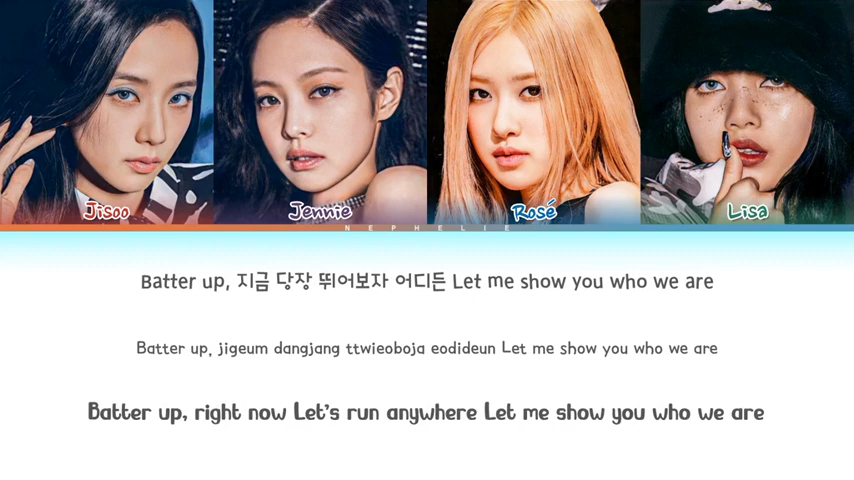 Jisoo
Jennie
Rosé
Lisa
NEPHELIE
Batter up, 지금 당장 뛰어보자 어디든 Let me show you who we are
Batter up, jigeum dangjang ttwieoboja eodideun Let me show you who we are
Batter up, right now Let's run anywhere Let me show you who we are